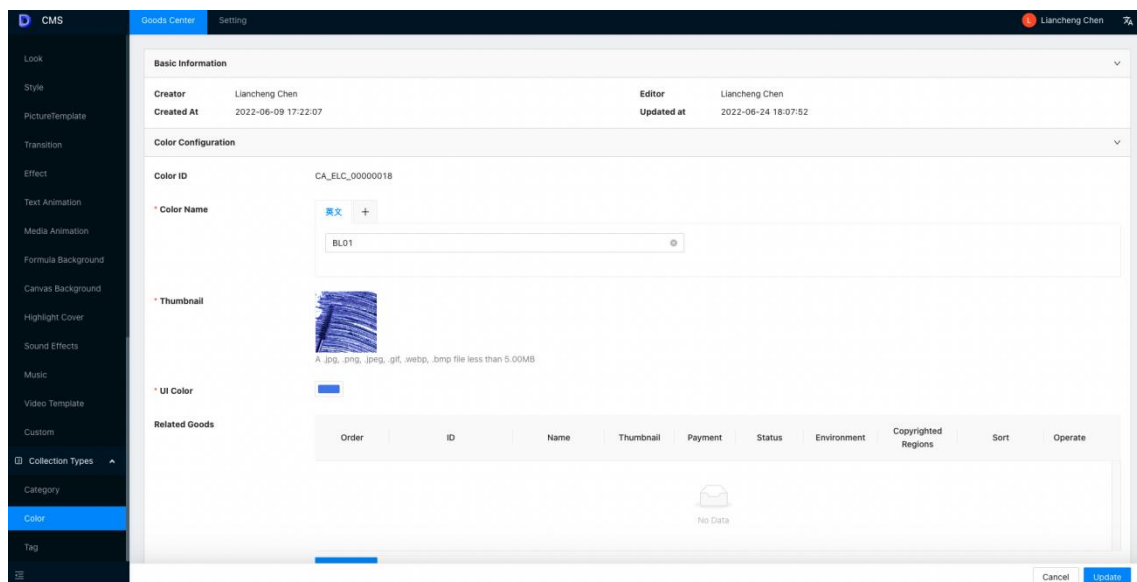 CMS
Goods Center
Setting
Liancheng Chen
Look
Style
PictureTemplate
Transition
Effect
Text Animation
Media Animation
Formula Background
Canvas Background
Highlight Cover
Sound Effects
Music
Video Template
Custom
Collection Types
Category
Color
Tag
Basic Information
Creator Liancheng Chen Editor Liancheng Chen
Created At 2022-06-09 17:22:07 Updated at 2022-06-24 18:07:52
Color Configuration
Color ID CA_ELC_00000018
* Color Name 英文 +
BL01
* Thumbnail
A .jpg, .png, .jpeg, .gif, .webp, .bmp file less than 5.00MB
* UI Color
Related Goods
Order ID Name Thumbnail Payment Status Environment Copyrighted Regions Sort Operate
No Data
Cancel Update